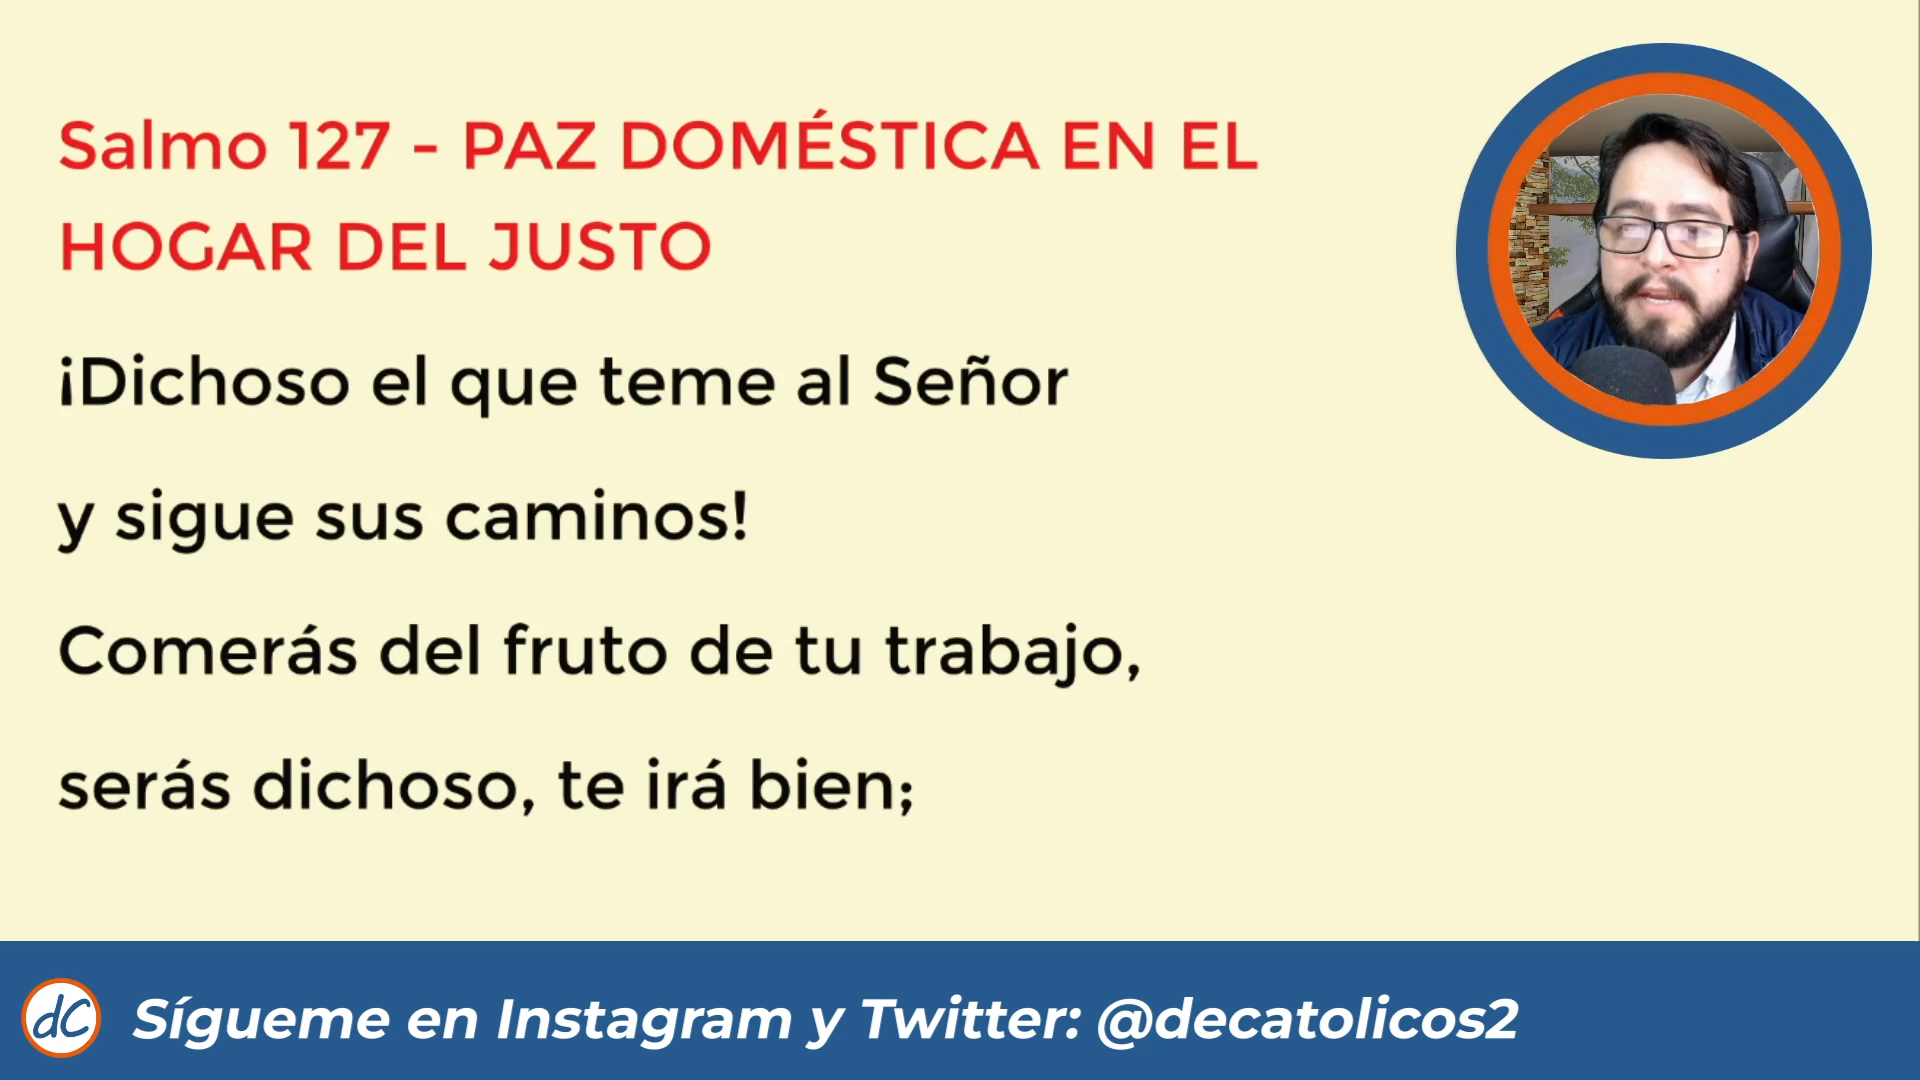 Salmo 127 - PAZ DOMÉSTICA EN EL
HOGAR DEL JUSTO
¡Dichoso el que teme al Señor
y sigue sus caminos!
Comerás del fruto de tu trabajo,
serás dichoso, te irá bien;
dC
Sígueme en Instagram y Twitter: @decatolicos2